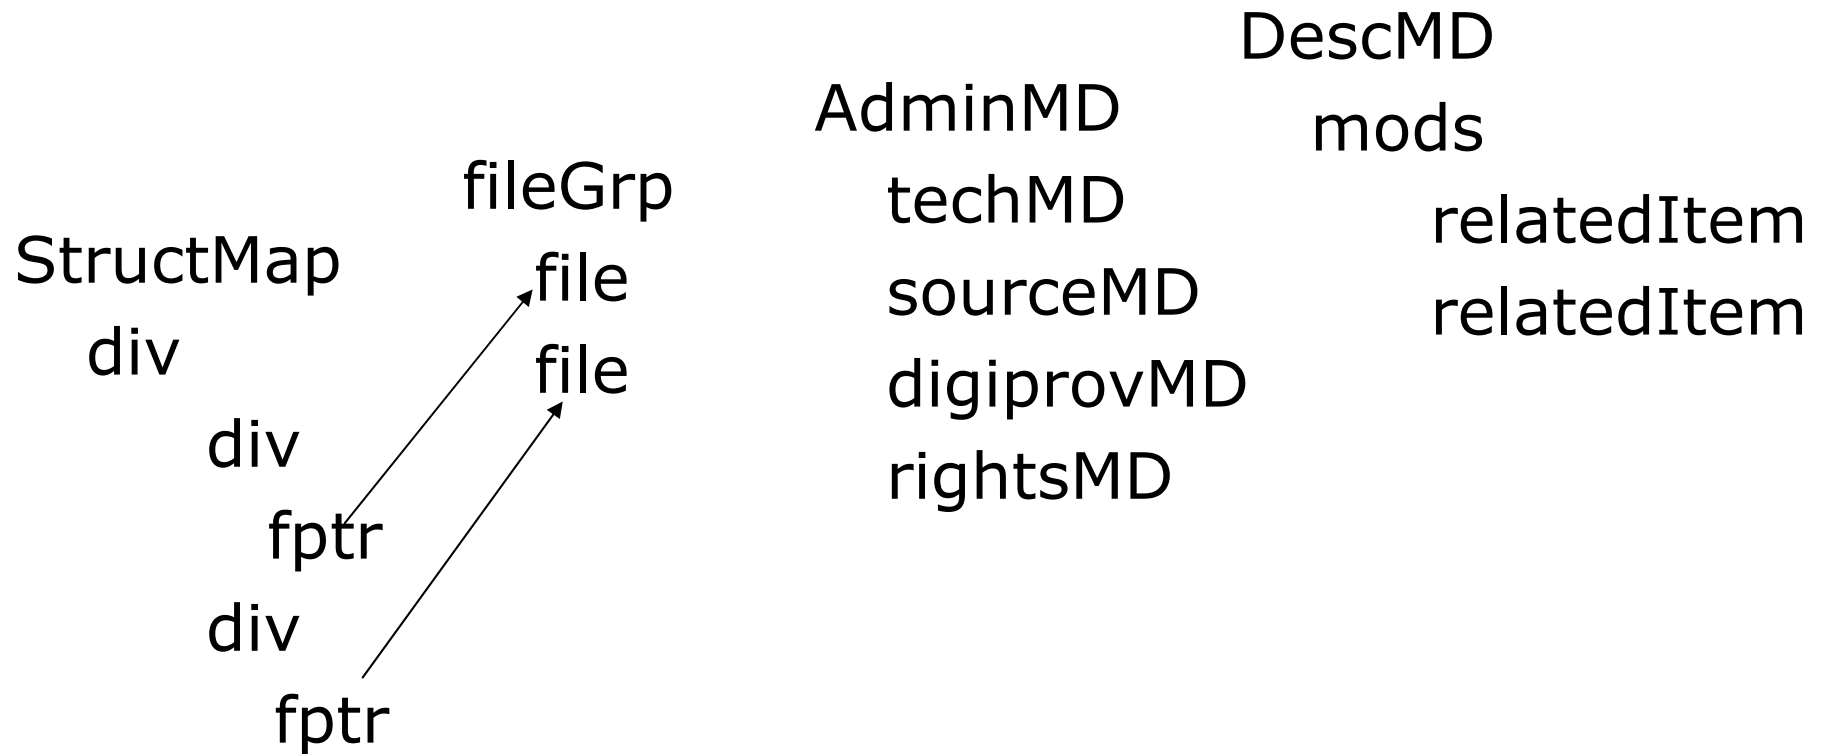 StructMap
div
div
fptr
div
fptr
fileGrp
file
file
AdminMD
techMD
sourceMD
digiprovMD
rightsMD
DescMD
mods
relatedItem
relatedItem